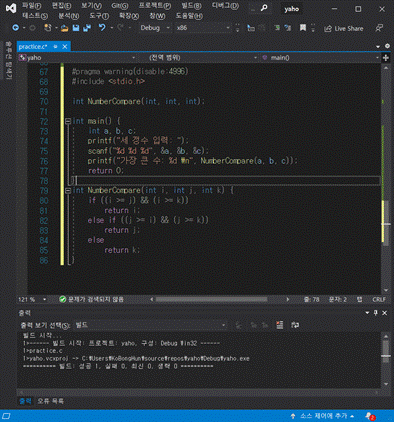 파일(F) 편집(E) 보기(V) Git(G) 프로젝트(P) 빌드(B) 디버그(D)
테스트(S) 분석(N) 도구(T) 확장(X) 창(W) 도움말(H)
yaho
Debug x86 Live Share
솔루션 탐색기
practice.c*
yaho (전역 범위) main()
66
67 #pragma warning(disable:4996)
68 #include <stdio.h>
69
70 int NumberCompare(int, int, int);
71
72 int main() {
73 int a, b, c;
74 printf("세 정수 입력: ");
75 scanf("%d %d %d", &a, &b, &c);
76 printf("가장 큰 수: %d ₩n", NumberCompare(a, b, c));
77 return 0;
78 }
79 int NumberCompare(int i, int j, int k) {
80 if ((i >= j) && (i >= k))
81 return i;
82 else if ((j >= i) && (j >= k))
83 return j;
84 else
85 return k;
86 }
121 % 문제가 검색되지 않음 줄: 78 문자: 2 탭 CRLF
출력
출력 보기 선택(S): 빌드
빌드 시작...
1>------ 빌드 시작: 프로젝트: yaho, 구성: Debug Win32 ------
1>practice.c
1>yaho.vcxproj -> C:₩Users₩KoBongHun₩source₩repos₩yaho₩Debug₩yaho.exe
========== 빌드: 성공 1, 실패 0, 최신 0, 생략 0 ==========
출력 오류 목록
소스 제어에 추가